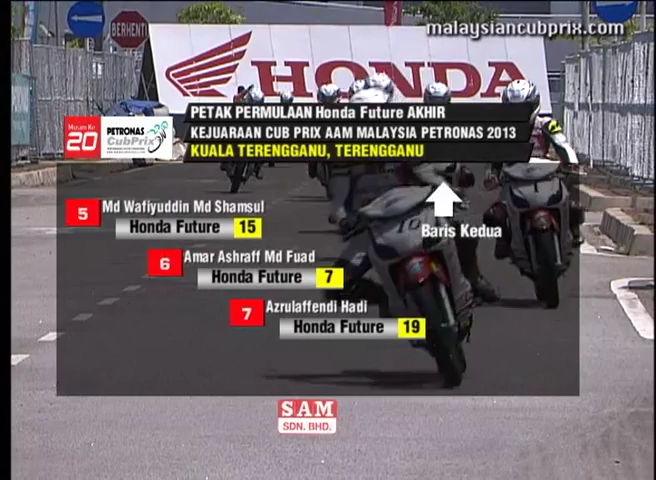 malaysiancubprix.com
BERHENTI
HONDA
PETAK PERMULAAN Honda Future AKHIR
KEJUARAAN CUB PRIX AAM MALAYSIA PETRONAS 2013
KUALA TERENGGANU, TERENGGANU
Musim Ke
20
PETRONAS
CubPrix
Baris Kedua
5 Md Wafiyuddin Md Shamsul
Honda Future 15
6 Amar Ashraff Md Fuad
Honda Future 7
7 Azrulaffendi Hadi
Honda Future 19
SAM
SDN. BHD.